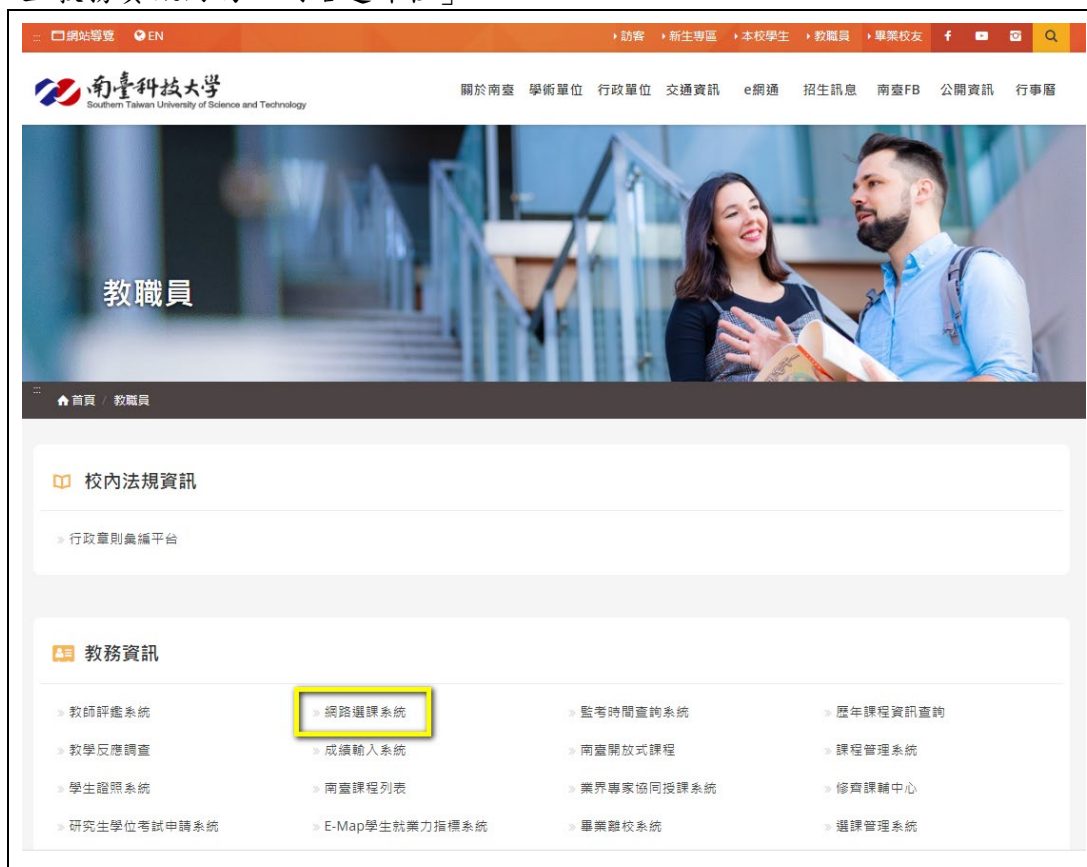 網站導覽 EN 訪客 新生專區 本校學生 教職員 畢業校友
南臺科技大学
Southern Taiwan University of Science and Technology
關於南臺 學術單位 行政單位 交通資訊 e網通 招生訊息 南臺FB 公開資訊 行事曆
教職員
首頁 / 教職員
校內法規資訊
» 行政章則彙編平台
教務資訊
» 教師評鑑系統 » 網路選課系統 » 監考時間查詢系統 » 歷年課程資訊查詢
» 教學反應調查 » 成績輸入系統 » 南臺開放式課程 » 課程管理系統
» 學生證照系統 » 南臺課程列表 » 業界專家協同授課系統 » 修齊課輔中心
» 研究生學位考試申請系統 » E-Map學生就業力指標系統 » 畢業離校系統 » 選課管理系統